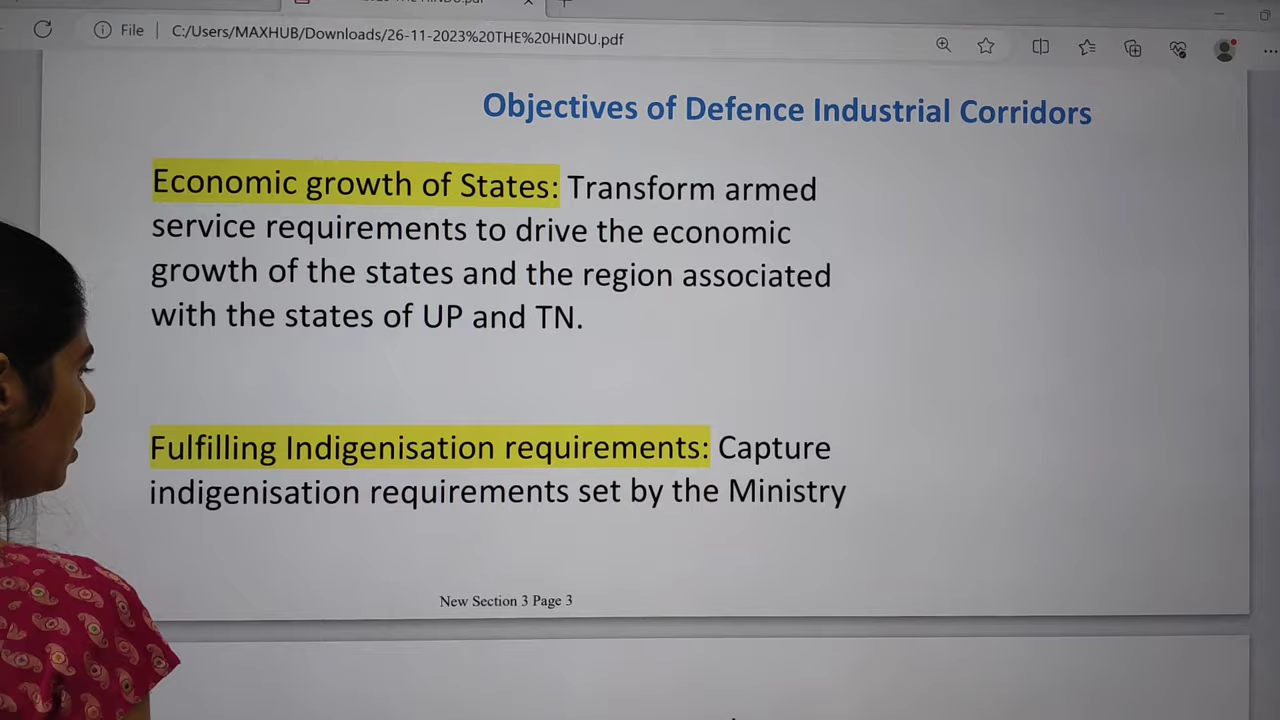 File
C:/Users/MAXHUB/Downloads/26-11-2023%20THE%20HINDU.pdf
Objectives of Defence Industrial Corridors
Economic growth of States: Transform armed
service requirements to drive the economic
growth of the states and the region associated
with the states of UP and TN.
Fulfilling Indigenisation requirements: Capture
indigenisation requirements set by the Ministry
New Section 3 Page 3